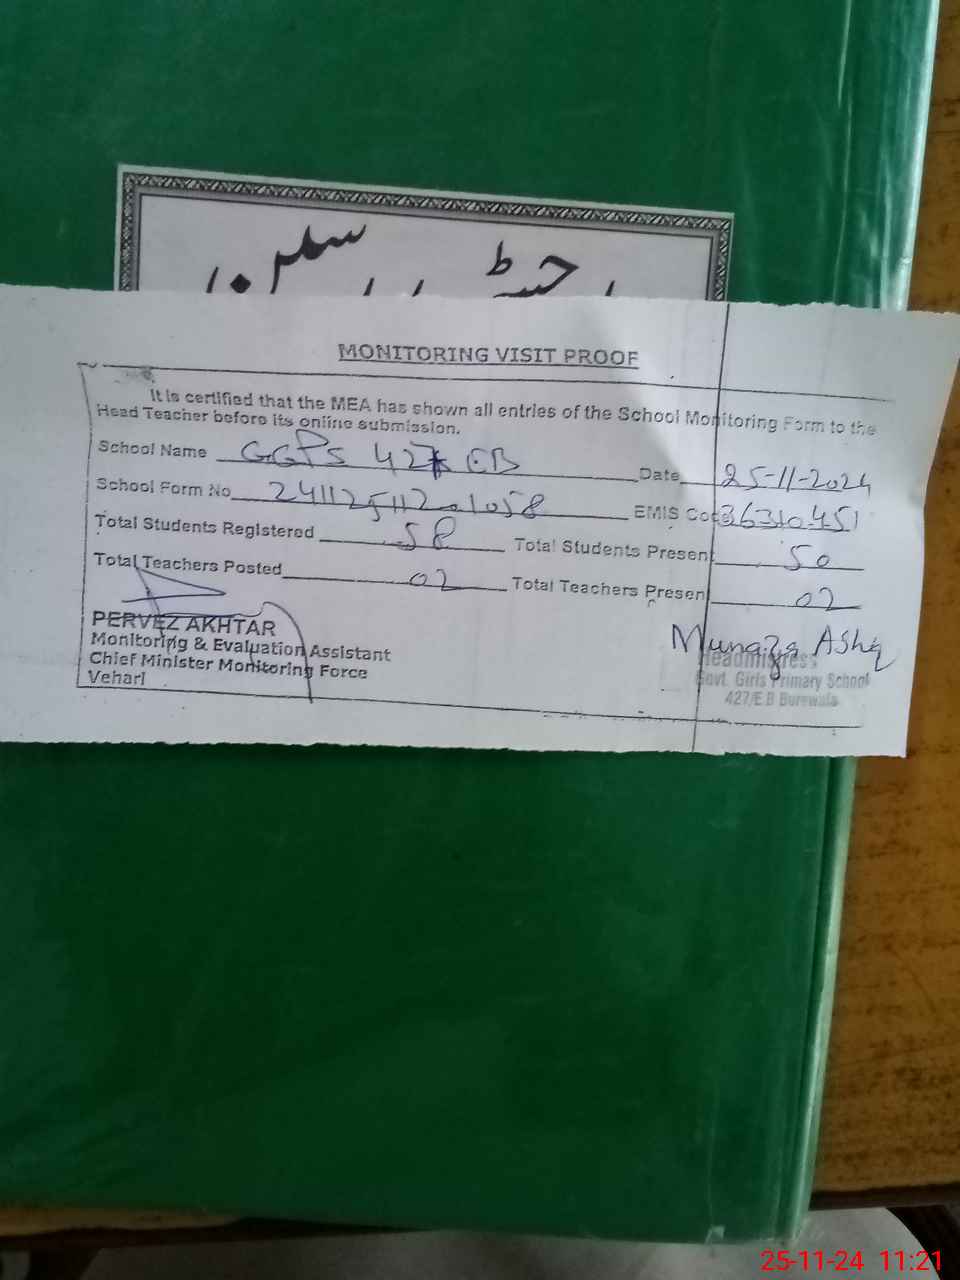 MONITORING VISIT PROOF
It is certified that the MEA has shown all entries of the School Monitoring Form to the
Head Teacher before its online submission.
School Name GGPS 427 EB Date 25-11-2024
School Form No EMIS Code 36310451
Total Students Registered 58 Total Students Present 50
Total Teachers Posted 02 Total Teachers Present 02
PERVEZ AKHTAR
Monitoring & Evaluation Assistant
Chief Minister Monitoring Force
Vehari
Headmistress
Govt. Girls Primary School
427/E B Burewala
25-11-24 11:21